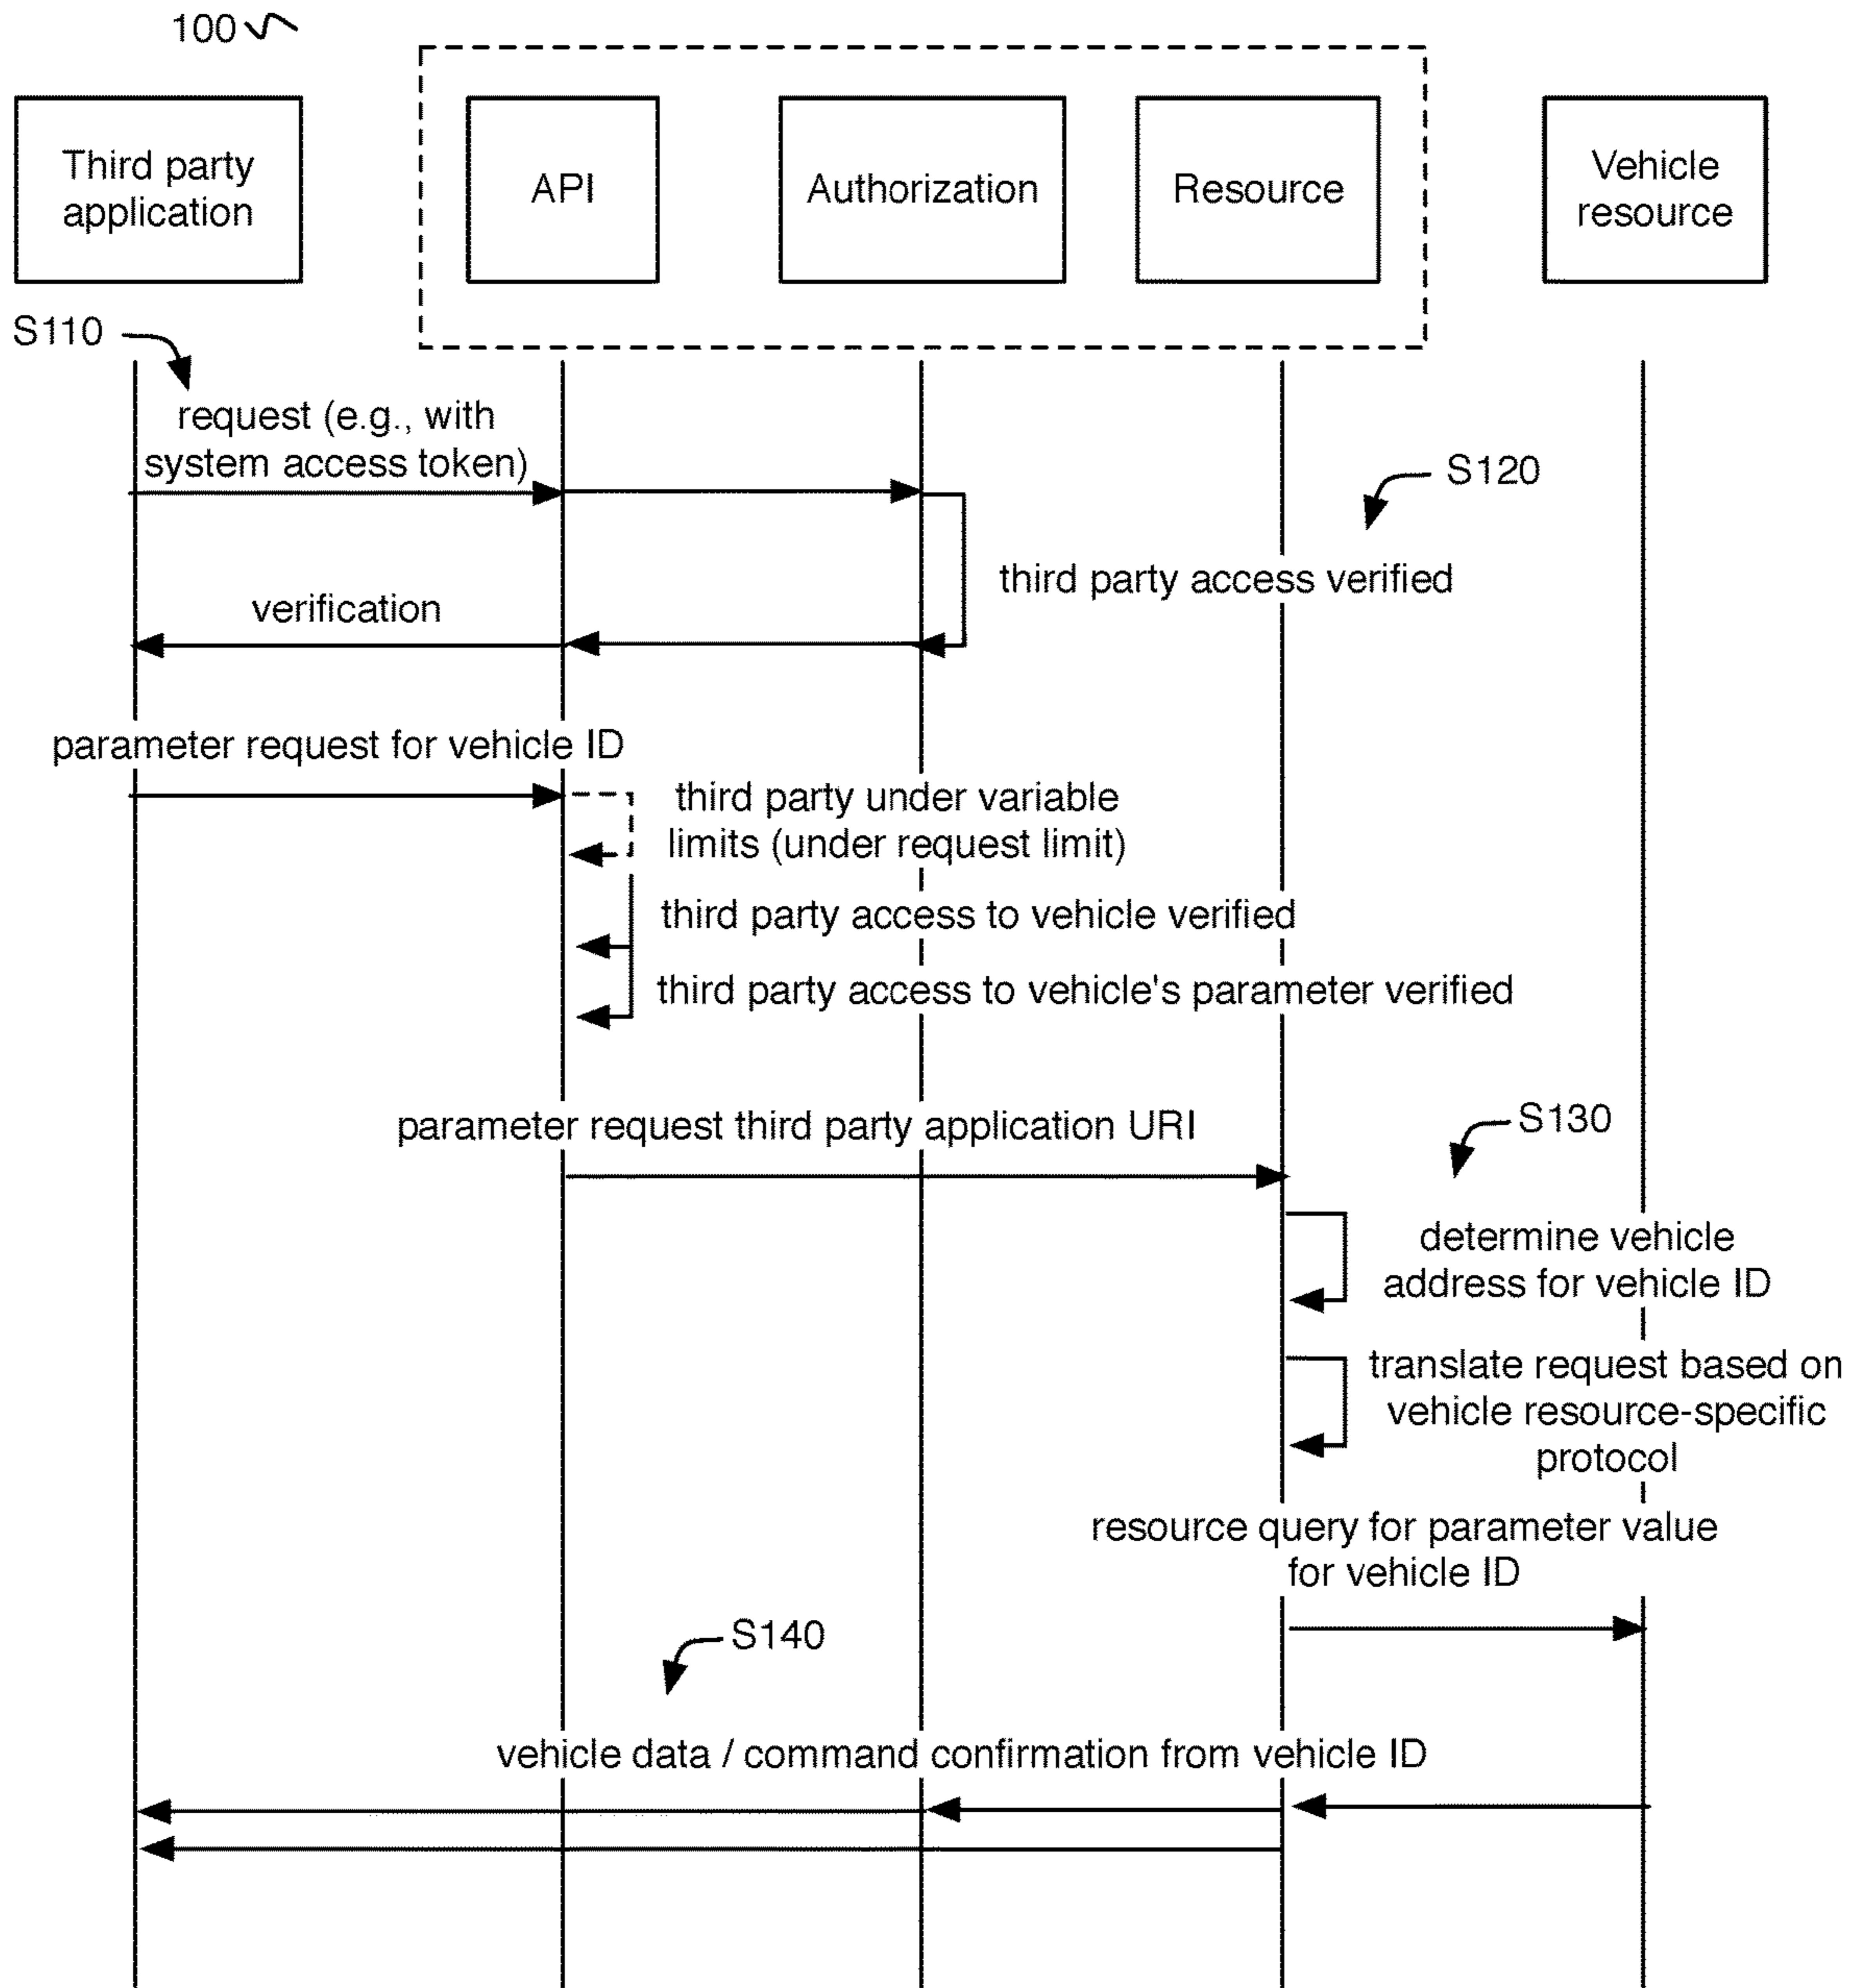 100
Third party
application
API
Authorization
Resource
Vehicle
resource
S110
request (e.g., with
system access token)
S120
third party access verified
verification
parameter request for vehicle ID
third party under variable
limits (under request limit)
third party access to vehicle verified
third party access to vehicle's parameter verified
parameter request third party application URI
S130
determine vehicle
address for vehicle ID
translate request based on
vehicle resource-specific
protocol
resource query for parameter value
for vehicle ID
S140
vehicle data / command confirmation from vehicle ID